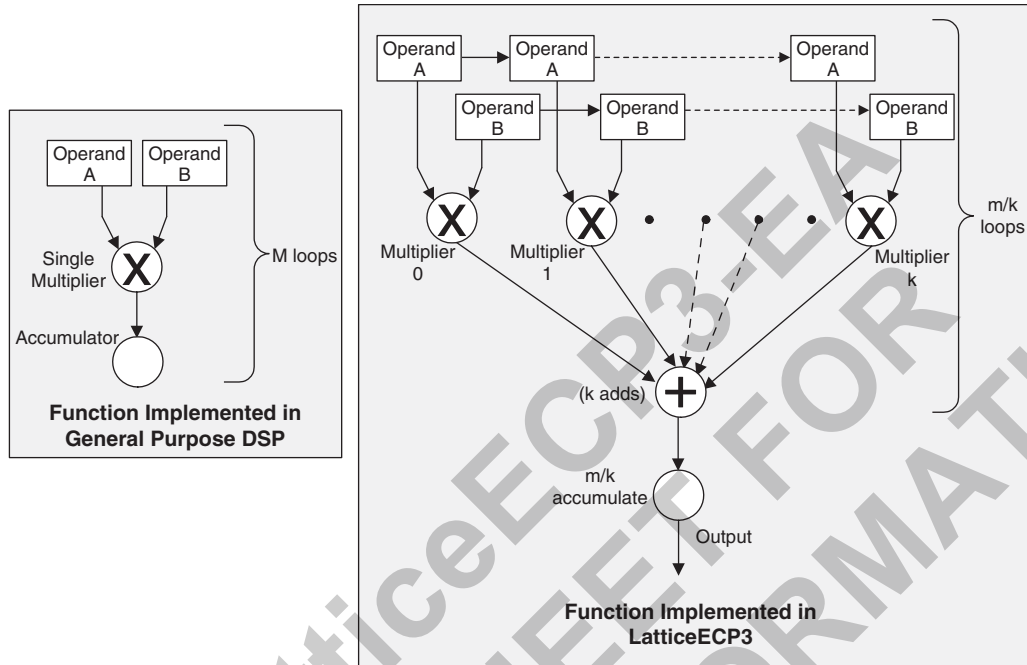 Operand
A
Operand
B
Single
Multiplier
X
Accumulator
M loops
Function Implemented in
General Purpose DSP
Operand
A
Operand
A
Operand
A
Operand
B
Operand
B
Operand
B
X
X
X
Multiplier
0
Multiplier
1
Multiplier
k
m/k
loops
(k adds)
+
m/k
accumulate
Output
Function Implemented in
LatticeECP3